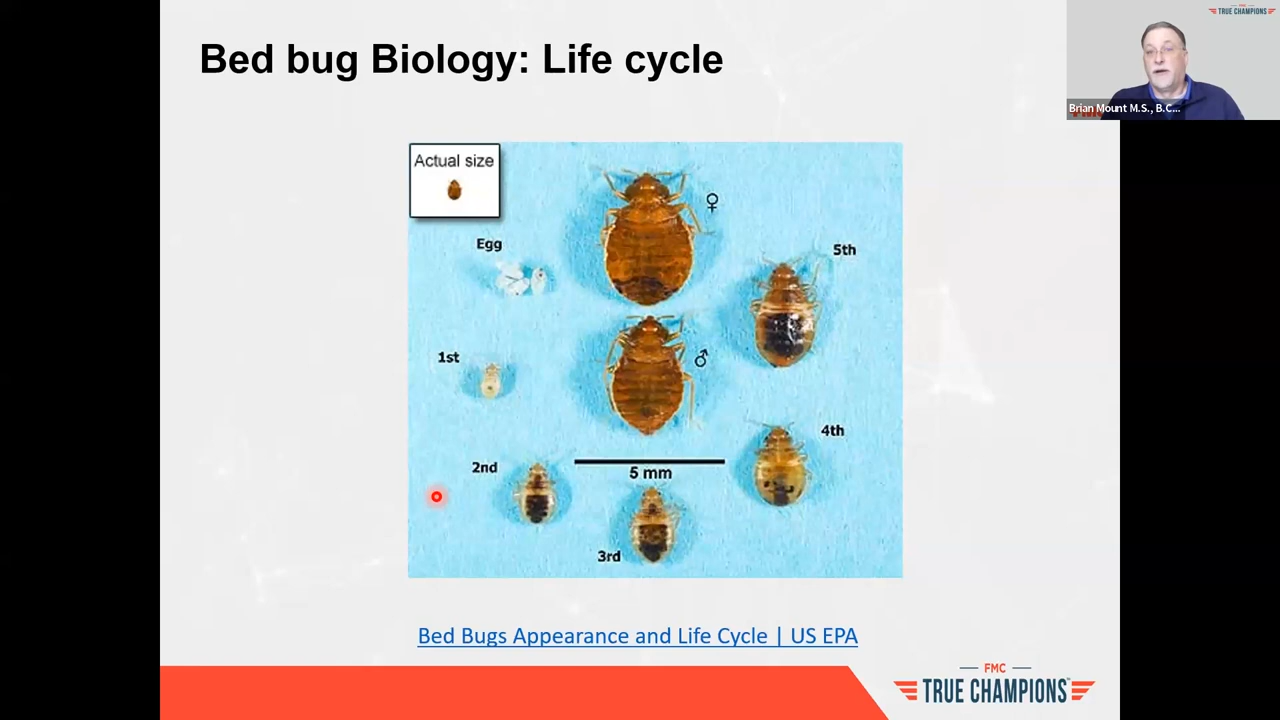 Bed bug Biology: Life cycle
FMC
TRUE CHAMPIONS
Brian Mount M.S., B.C...
Actual size
♀
Egg
5th
1st
♂
4th
2nd
5 mm
3rd
Bed Bugs Appearance and Life Cycle | US EPA
FMC
TRUE CHAMPIONS